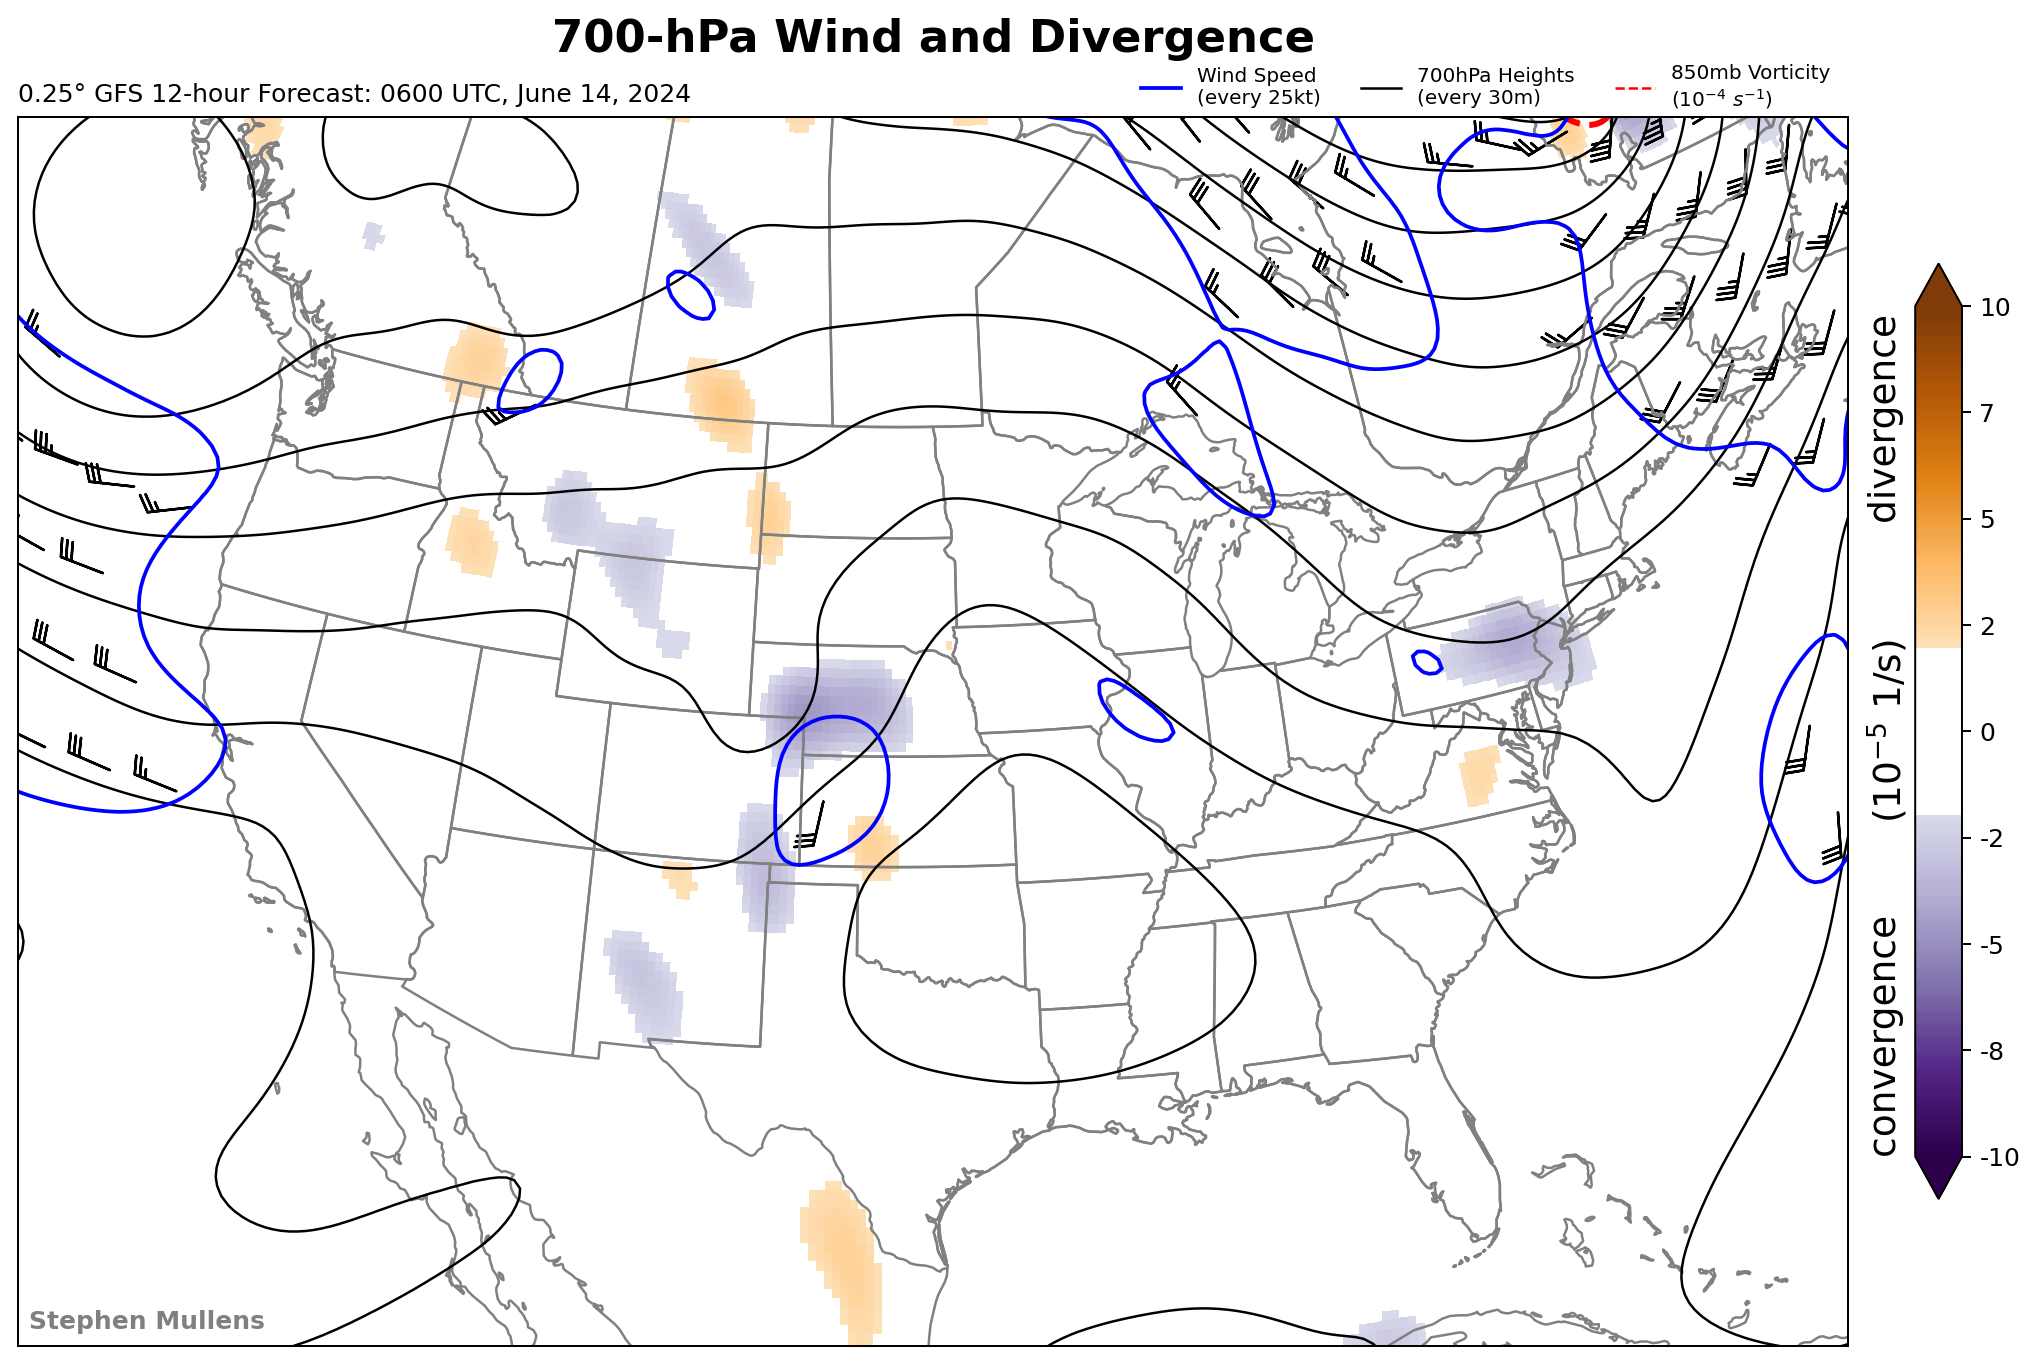 700-hPa Wind and Divergence
0.25° GFS 12-hour Forecast: 0600 UTC, June 14, 2024
Wind Speed
(every 25kt)
700hPa Heights
(every 30m)
850mb Vorticity
(10⁻⁴ s⁻¹)
10
7
5
2
0
-2
-5
-8
-10
convergence (10⁻⁵ 1/s) divergence
Stephen Mullens